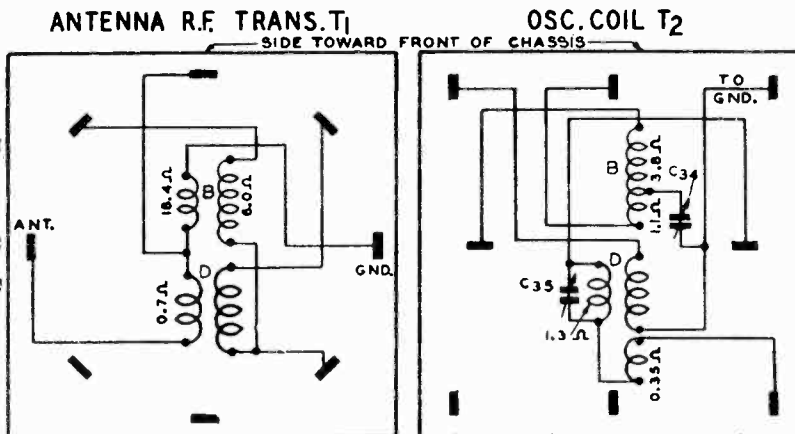 ANTENNA R.F. TRANS. T1
OSC. COIL T2
SIDE TOWARD FRONT OF CHASSIS
TO
GND.
18.4Ω
B
6.0Ω
ANT.
GND.
D
0.7Ω
B
3.8Ω
C34
1.1Ω
D
C35
1.3Ω
0.35Ω